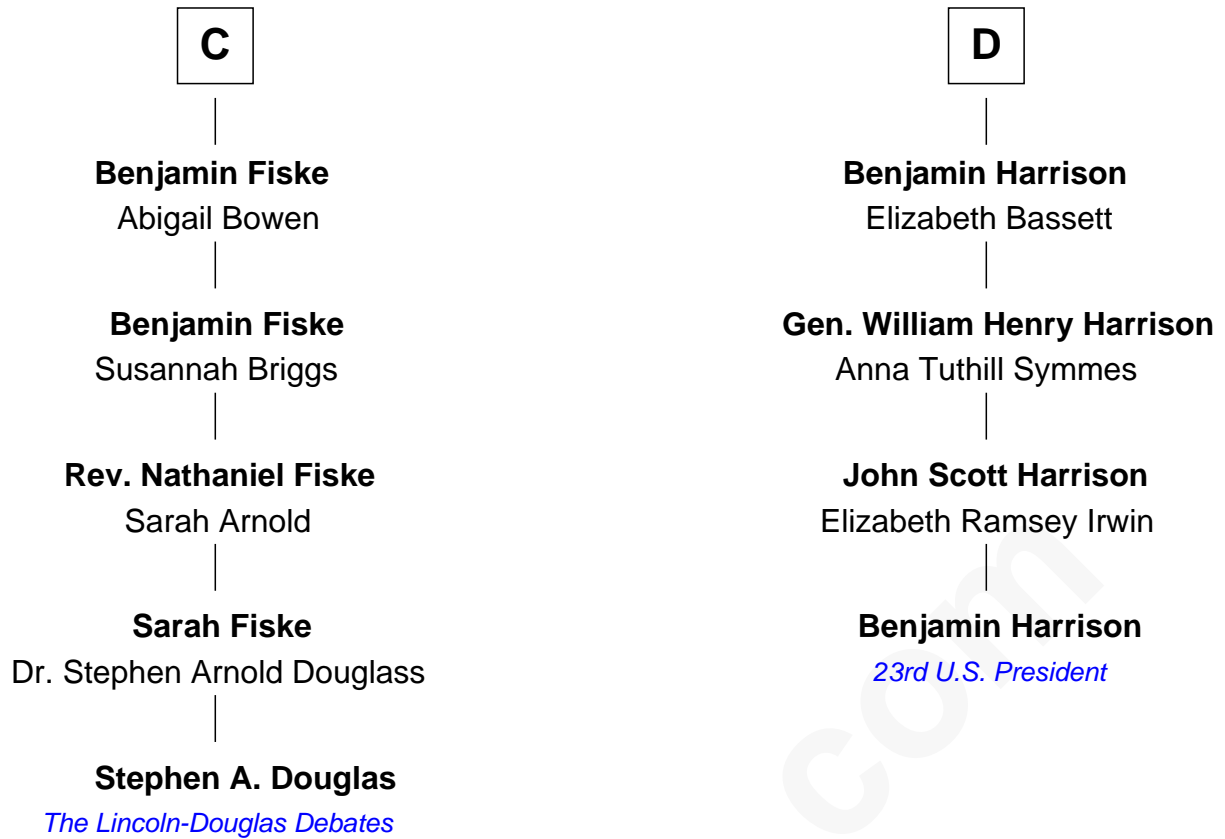 C
Benjamin Fiske
Abigail Bowen
Benjamin Fiske
Susannah Briggs
Rev. Nathaniel Fiske
Sarah Arnold
Sarah Fiske
Dr. Stephen Arnold Douglass
Stephen A. Douglas
The Lincoln-Douglas Debates
D
Benjamin Harrison
Elizabeth Bassett
Gen. William Henry Harrison
Anna Tuthill Symmes
John Scott Harrison
Elizabeth Ramsey Irwin
Benjamin Harrison
23rd U.S. President
com